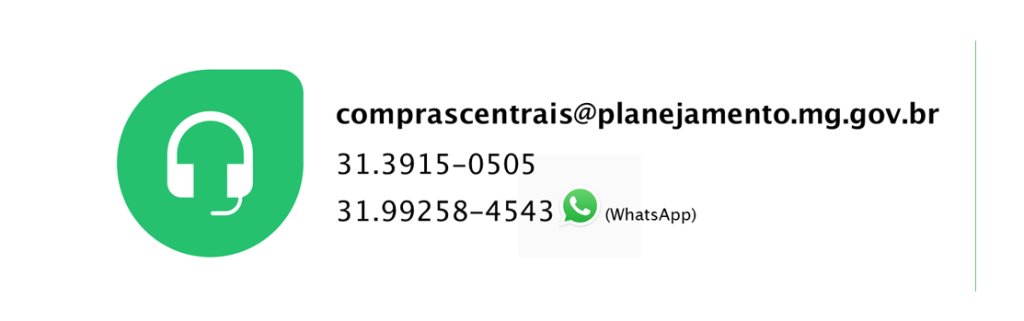 comprascentrais@planejamento.mg.gov.br
31.3915-0505
31.99258-4543 (WhatsApp)